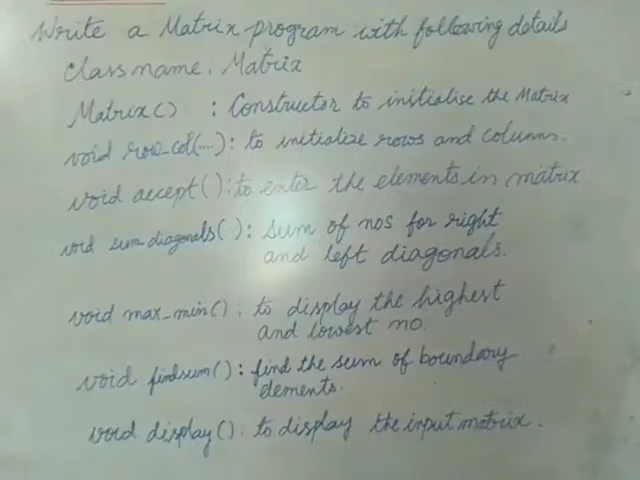 Write a Matrix program with following details
Class name. Matrix
Matrix() : Constructor to initialise the Matrix
void row_col(....): to initialize rows and columns.
void accept(): to enter the elements in matrix
void sumdiagonals(): sum of nos for right
and left diagonals.
void max_min(). to display the highest
and lowest no.
void findsum(): find the sum of boundary
elements.
void display(): to display the input matrix.